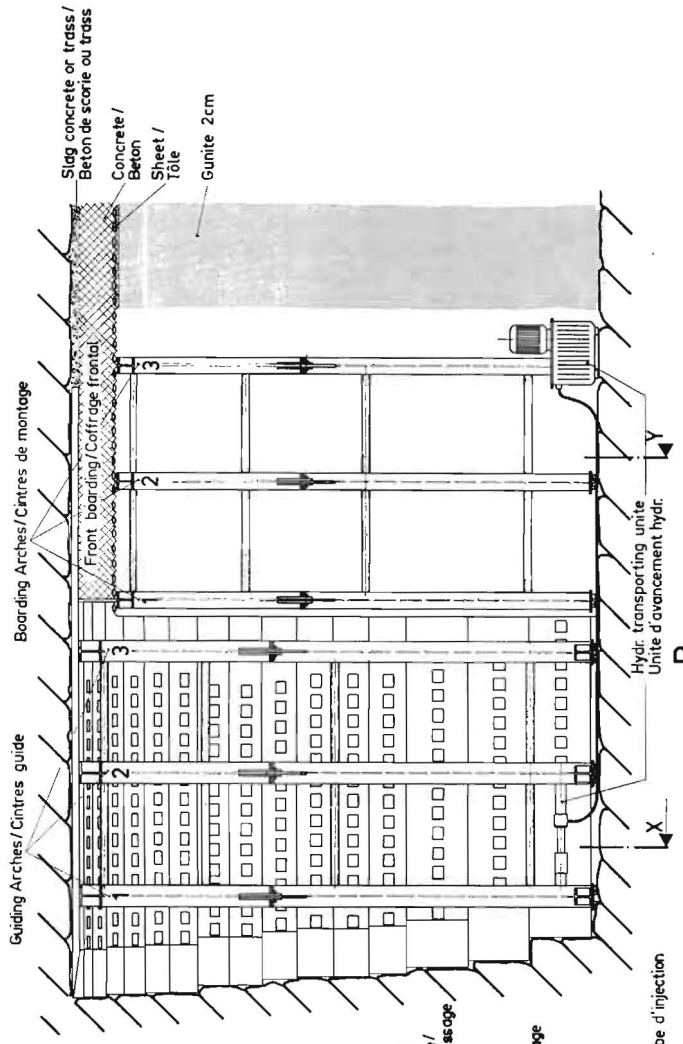 Slag concrete or trass/
Beton de scorie ou trass
Concrete/
Beton
Sheet/
Tôle
Gunite 2cm
Boarding Arches/Cintres de montage
Front boarding/Coffrage frontal
Guiding Arches/Cintres guide
1
2
3
1
2
3
Hydr. transporting unite
Unite d'avancement hydr.
X
Y
/
ssage
age
be d'injection